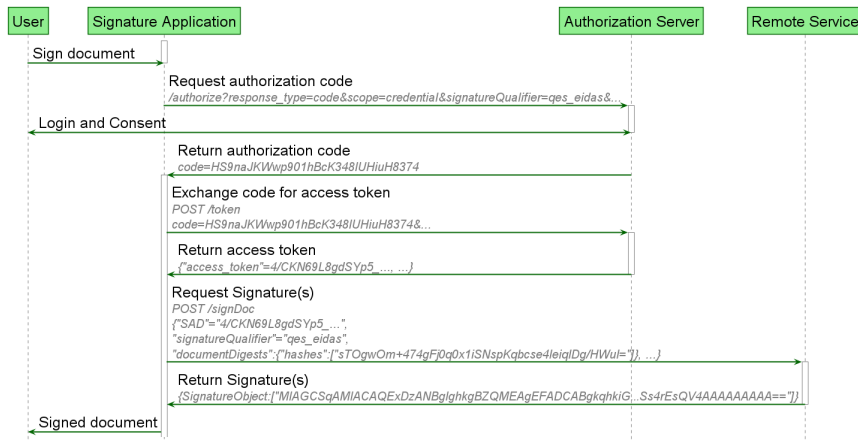 User
Signature Application
Authorization Server
Remote Service
Sign document
Request authorization code
/authorize?response_type=code&scope=credential&signatureQualifier=qes_eidas&...
Login and Consent
Return authorization code
code=HS9naJKWwp901hBcK348IUHiuH8374
Exchange code for access token
POST /token
code=HS9naJKWwp901hBcK348IUHiuH8374&...
Return access token
{"access_token"=4/CKN69L8gdSYp5_..., ...}
Request Signature(s)
POST /signDoc
{"SAD"="4/CKN69L8gdSYp5_...",
"signatureQualifier"="qes_eidas",
"documentDigests":{"hashes":["sTOgwOm+474gFj0q0x1iSNspKqbcse4IeiqlDg/HWuI="]}, ...}
Return Signature(s)
{SignatureObject:["MIAGCSqAMIACAQExDzANBglghkgBZQMEAgEFADCABgkqhkiG...Ss4rEsQV4AAAAAAAAA=="]}
Signed document